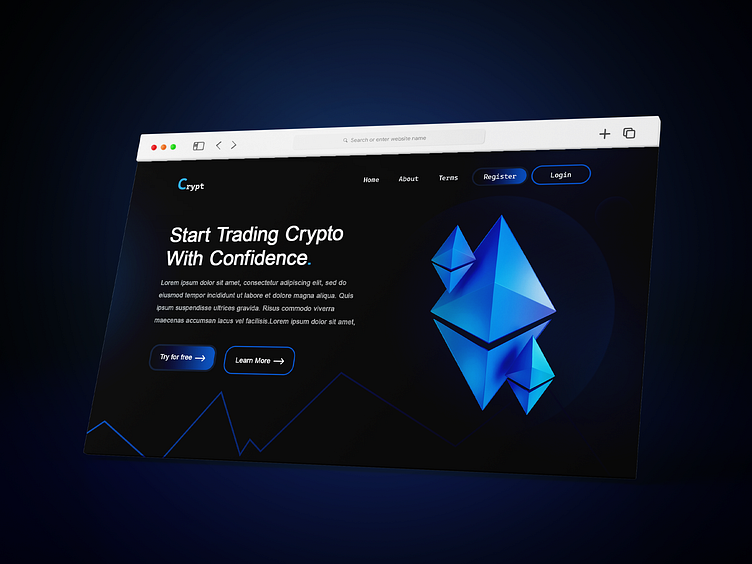 Search or enter website name
Crypt
Home About Terms Register Login
Start Trading Crypto
With Confidence.
Lorem ipsum dolor sit amet, consectetur adipiscing elit, sed do
eiusmod tempor incididunt ut labore et dolore magna aliqua. Quis
ipsum suspendisse ultrices gravida. Risus commodo viverra
maecenas accumsan lacus vel facilisis.Lorem ipsum dolor sit amet,
Try for free
Learn More